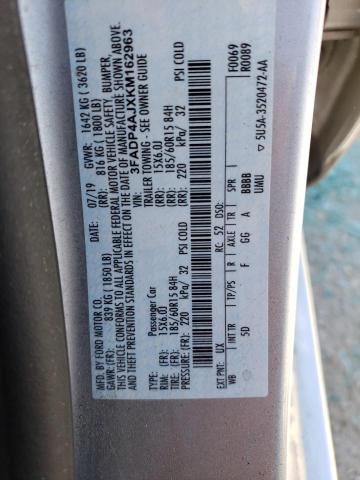 MFD. BY FORD MOTOR CO. 07/19 GVWR: 1642 KG ( 3620 LB)
GAWR: (FR): 839 KG ( 1850 LB) (RR): 816 KG ( 1800 LB)
THIS VEHICLE CONFORMS TO ALL APPLICABLE FEDERAL MOTOR VEHICLE SAFETY, BUMPER,
AND THEFT PREVENTION STANDARDS IN EFFECT ON THE DATE OF MANUFACTURE SHOWN ABOVE.
VIN: 3FADP4AJXKM162963
TYPE: Passenger Car TRAILER TOWING - SEE OWNER GUIDE
RIM: (FR): 15X6.0J (RR): 15X6.0J
TIRE: (FR): 185/60R15 84H (RR): 185/60R15 84H
PRESSURE: (FR): 220 kPa/ 32 PSI COLD (RR): 220 kPa/ 32 PSI COLD
EXT PNT: UX RC: 52 DSO: F0069
WB INT TR TP/PS R AXLE TR SPR R0089
5D F GG A BBBB
UMU
5U5A-3520472-AA